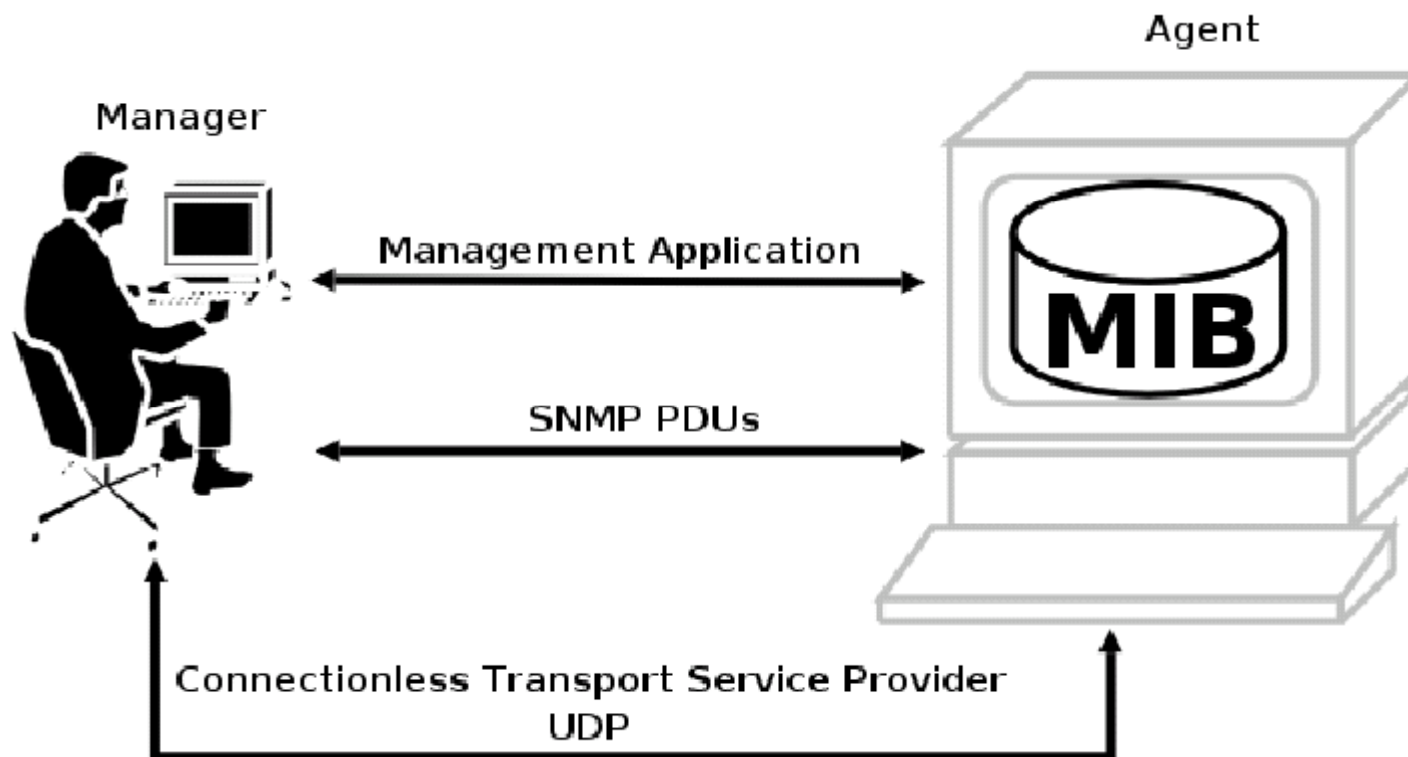 Agent
Manager
Management Application
MIB
SNMP PDUs
Connectionless Transport Service Provider
UDP